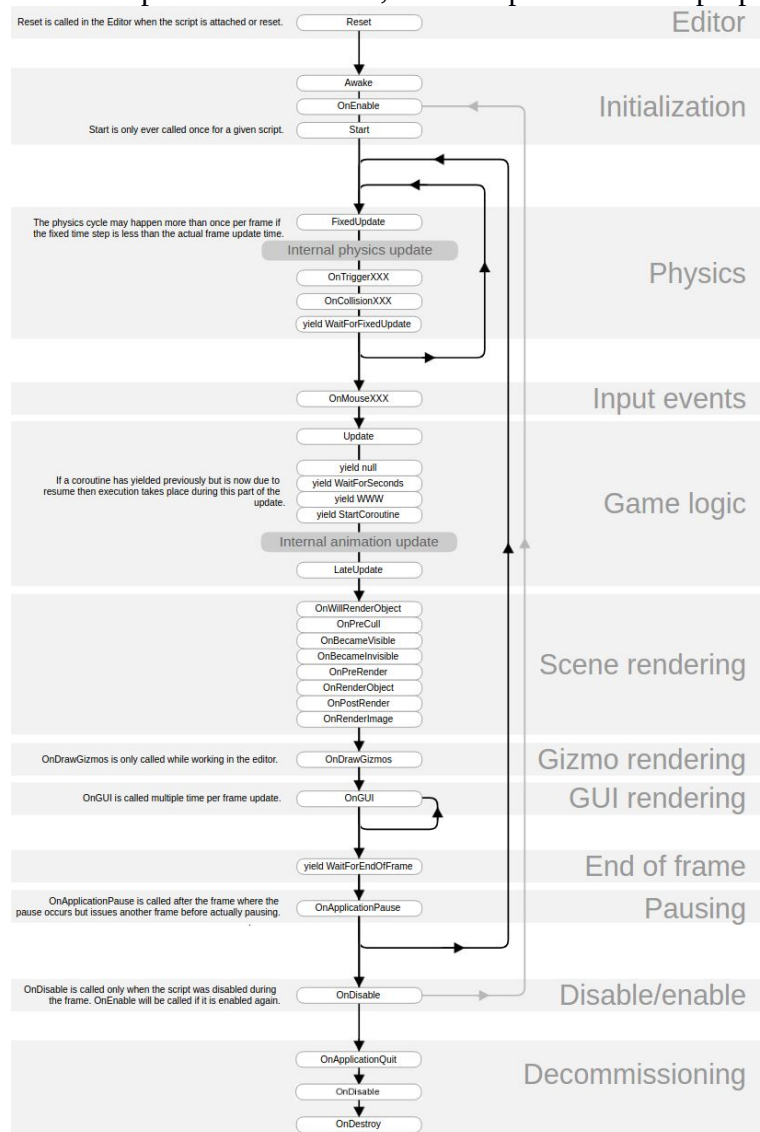 Reset is called in the Editor when the script is attached or reset.
Reset
Editor
Awake
OnEnable
Initialization
Start is only ever called once for a given script.
Start
The physics cycle may happen more than once per frame if
the fixed time step is less than the actual frame update time.
FixedUpdate
Internal physics update
OnTriggerXXX
Physics
OnCollisionXXX
yield WaitForFixedUpdate
OnMouseXXX
Input events
Update
yield null
If a coroutine has yielded previously but is now due to
resume then execution takes place during this part of the
update.
yield WaitForSeconds
yield WWW
yield StartCoroutine
Game logic
Internal animation update
LateUpdate
OnWillRenderObject
OnPreCull
OnBecameVisible
OnBecameInvisible
OnPreRender
OnRenderObject
OnPostRender
OnRenderImage
Scene rendering
OnDrawGizmos is only called while working in the editor.
OnDrawGizmos
Gizmo rendering
OnGUI is called multiple time per frame update.
OnGUI
GUI rendering
yield WaitForEndOfFrame
End of frame
OnApplicationPause is called after the frame where the
pause occurs but issues another frame before actually pausing.
.
OnApplicationPause
Pausing
OnDisable is called only when the script was disabled during
the frame. OnEnable will be called if it is enabled again.
OnDisable
Disable/enable
OnApplicationQuit
Decommissioning
OnDisable
OnDestroy